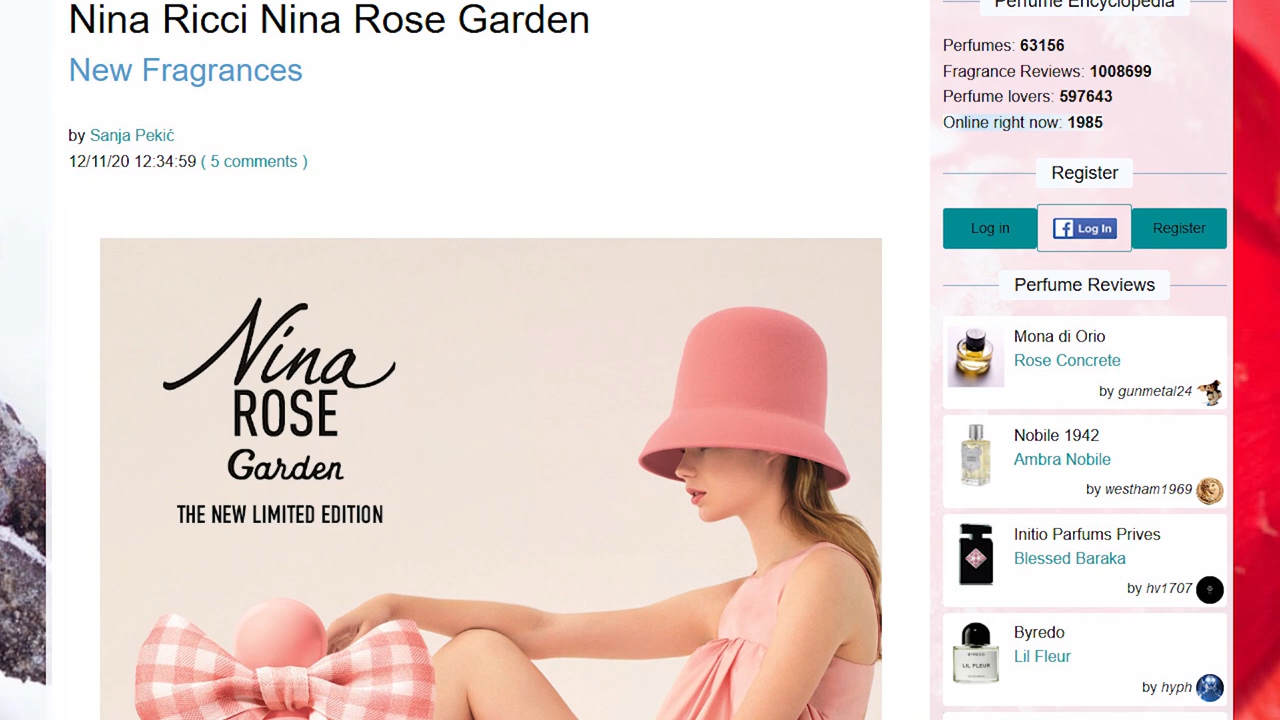 Nina Ricci Nina Rose Garden
New Fragrances
by Sanja Pekić
12/11/20 12:34:59 ( 5 comments )
Nina
ROSE
Garden
THE NEW LIMITED EDITION
Perfume Encyclopedia
Perfumes: 63156
Fragrance Reviews: 1008699
Perfume lovers: 597643
Online right now: 1985
Register
Log in
Log In
Register
Perfume Reviews
Mona di Orio
Rose Concrete
by gunmetal24
Nobile 1942
Ambra Nobile
by westham1969
Initio Parfums Prives
Blessed Baraka
by hv1707
Byredo
Lil Fleur
BYREDO
LIL FLEUR
by hyph